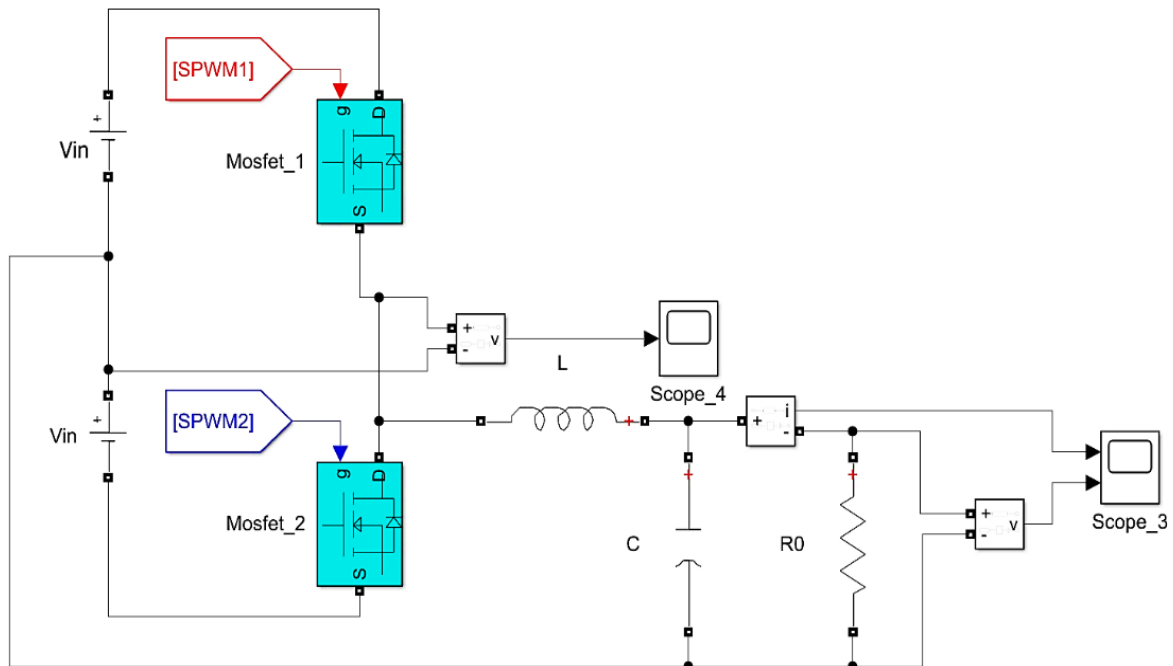 [SPWM1]
g
D
Mosfet_1
S
+
Vin
+
v
-
L
Scope_4
[SPWM2]
g
D
Mosfet_2
S
+
Vin
+
+
i
-
+
+
C
R0
+
v
-
Scope_3